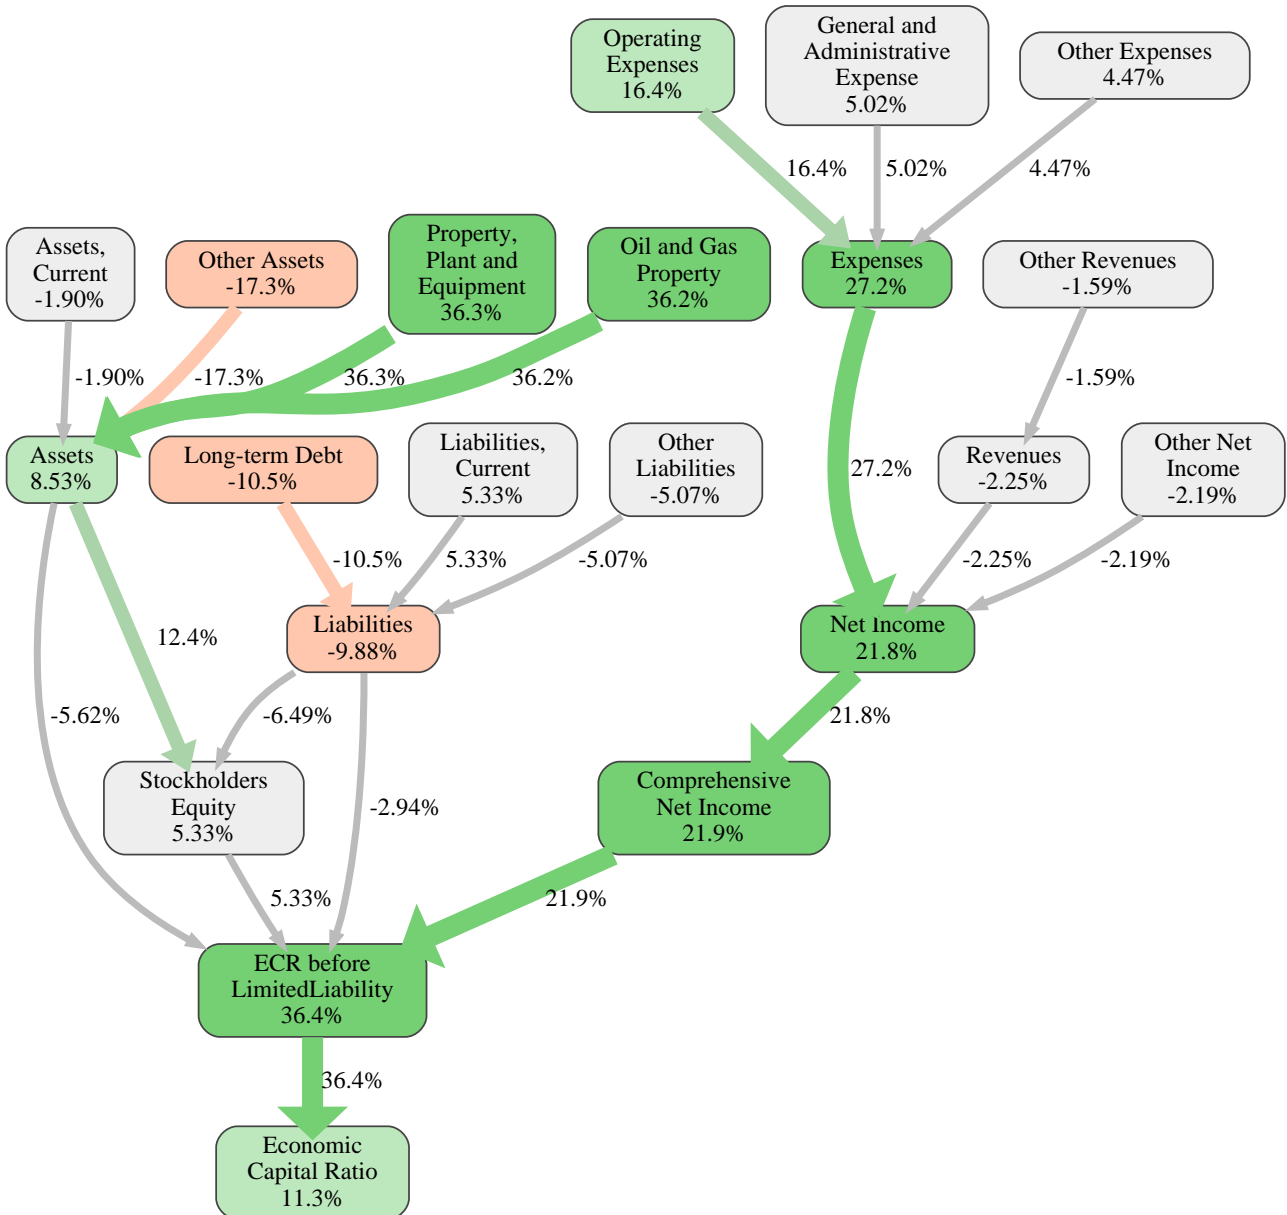 Operating
Expenses
16.4%
General and
Administrative
Expense
5.02%
Other Expenses
4.47%
16.4%
5.02%
4.47%
Assets,
Current
-1.90%
Other Assets
-17.3%
Property,
Plant and
Equipment
36.3%
Oil and Gas
Property
36.2%
Expenses
27.2%
Other Revenues
-1.59%
-1.90%
-17.3%
36.3%
36.2%
-1.59%
Assets
8.53%
Long-term Debt
-10.5%
Liabilities,
Current
5.33%
Other
Liabilities
-5.07%
27.2%
Revenues
-2.25%
Other Net
Income
-2.19%
-10.5%
5.33%
-5.07%
-2.25%
-2.19%
12.4%
Liabilities
-9.88%
Net Income
21.8%
-5.62%
-6.49%
21.8%
Stockholders
Equity
5.33%
-2.94%
Comprehensive
Net Income
21.9%
5.33%
21.9%
ECR before
LimitedLiability
36.4%
36.4%
Economic
Capital Ratio
11.3%